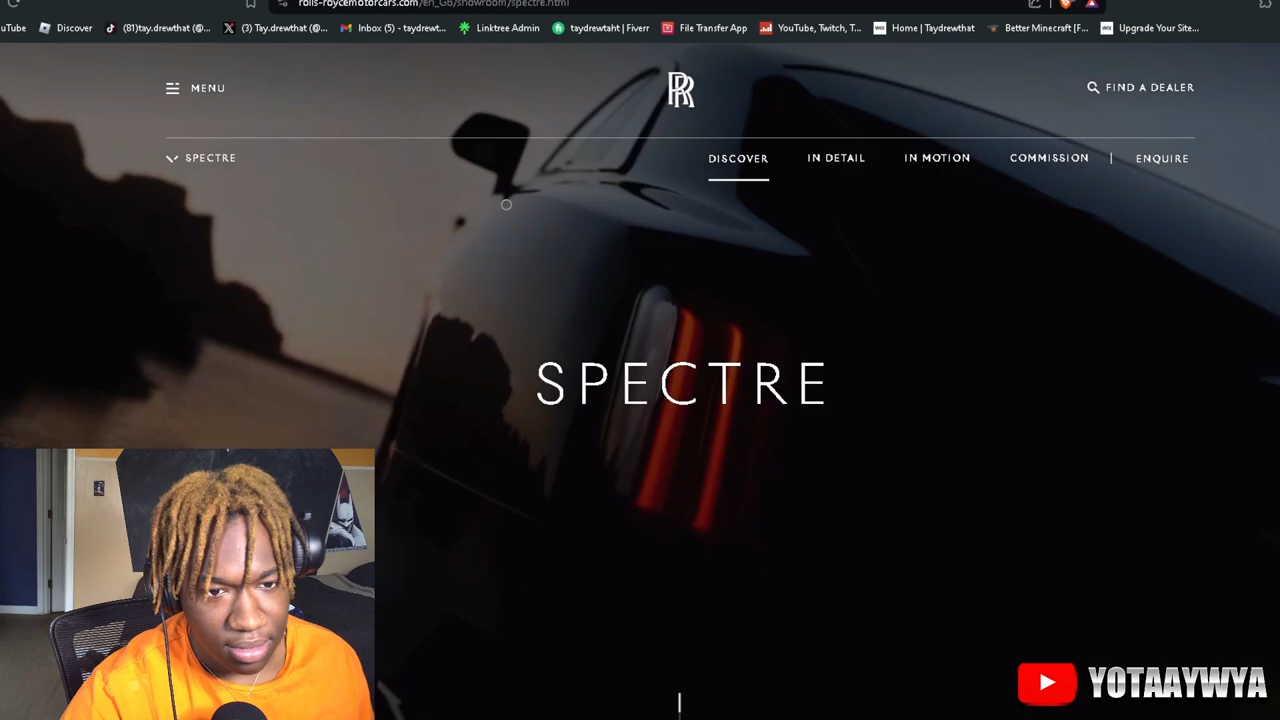 rolls-roycemotorcars.com/en_GB/showroom/spectre.html
uTube Discover (81)tay.drewthat (@... (3) Tay.drewthat (@... Inbox (5) - taydrewt... Linktree Admin taydrewtaht | Fiverr File Transfer App YouTube, Twitch, T... WIX Home | Taydrewthat Better Minecraft [F... WIX Upgrade Your Site...
MENU
RR
FIND A DEALER
SPECTRE
DISCOVER IN DETAIL IN MOTION COMMISSION | ENQUIRE
SPECTRE
YOTAAYWYA